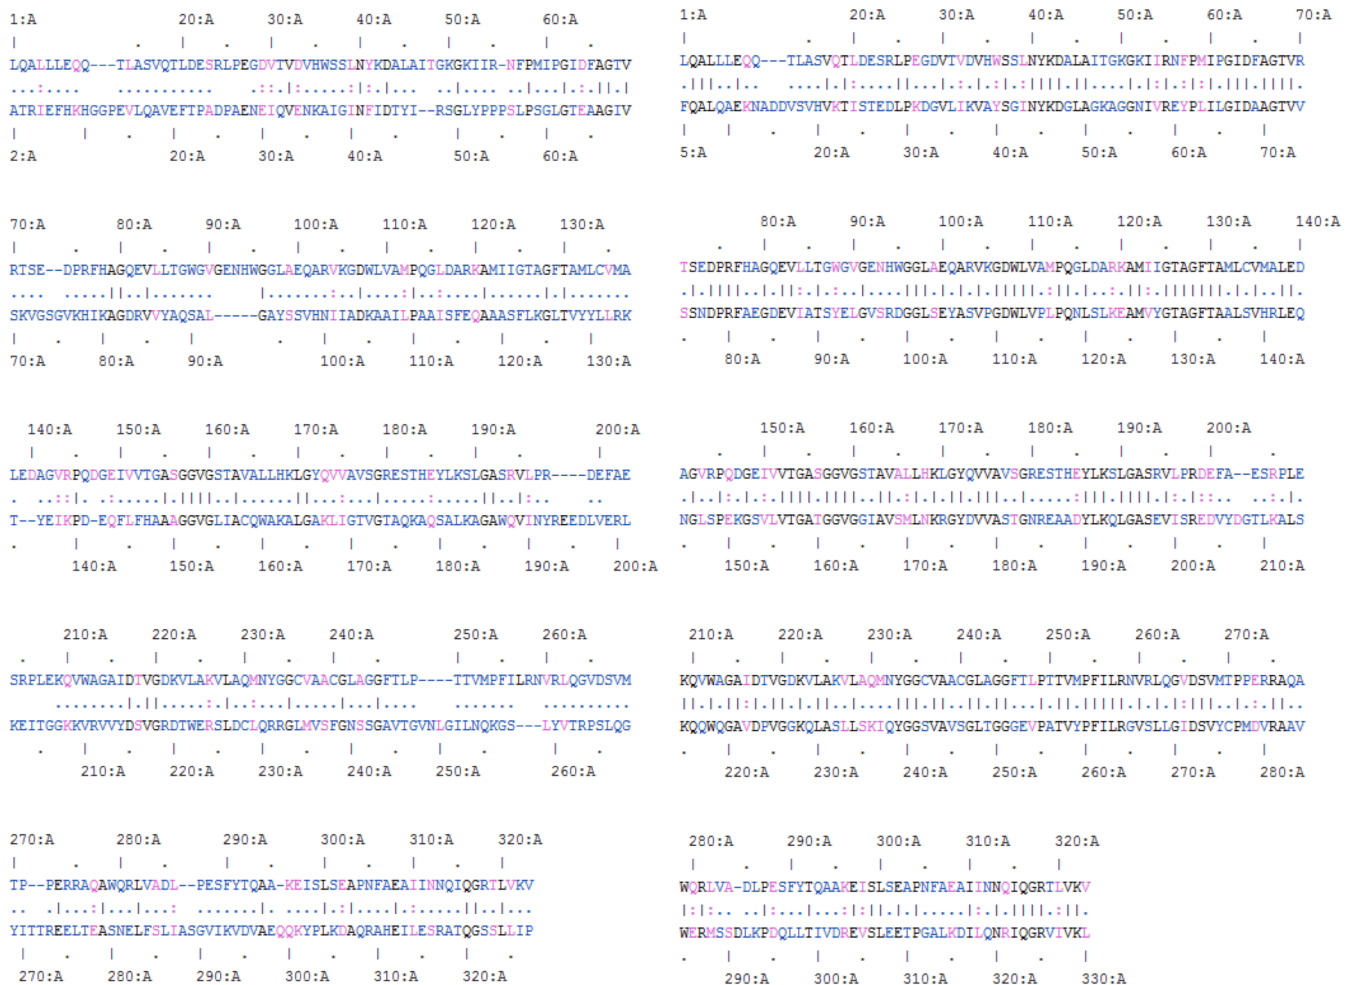 1:A 20:A 30:A 40:A 50:A 60:A
LQALLLEQQ---TLASVQTLDESRLPEGDVTVDVHWSSLNYKDALAITGKGKIIR-NFPMIPGIDFAGTV
ATRIEFHKHGGPEVLQAVEFTPADPAENEIQVENKAIGINFIDTYI--RSGLYPPPSLPSGLGTEAAGIV
2:A 20:A 30:A 40:A 50:A 60:A
70:A 80:A 90:A 100:A 110:A 120:A 130:A
RTSE--DPRFHAGQEVLLTGWGVGENHWGGLAEQARVKGDWLVAMPQGLDARKAMIIGTAGFTAMLCVMA
SKVGSGVKHIKAGDRVVYAQSAL-----GAYSSVHNIIADKAAILPAAISFEQAAASFLKGLTVYYLLRK
70:A 80:A 90:A 100:A 110:A 120:A 130:A
140:A 150:A 160:A 170:A 180:A 190:A 200:A
LEDAGVRPQDGEIVVTGASGGVGSTAVALLHKLGYQVVAVSGRESTHEYLKSLGASRVLPR----DEFAE
T--YEIKPD-EQFLFHAAAGGVGLIACQWAKALGAKLIGTVGTAQKAQSALKAGAWQVINYREEDLVERL
140:A 150:A 160:A 170:A 180:A 190:A 200:A
210:A 220:A 230:A 240:A 250:A 260:A
SRPLEKQVWAGAIDTVGDKVLAKVLAQMNYGGCVAACGLAGGFTLP----TTVMPFILRNVRLQGVDSVM
KEITGGKKVRVVYDSVGRDTWERSLDCLQRRGLMVSFGNSSGAVTGVNLGILNQKGS---LYVTRPSLQG
210:A 220:A 230:A 240:A 250:A 260:A
270:A 280:A 290:A 300:A 310:A 320:A
TP--PERRAQAWQRLVADL--PESFYTQAA-KEISLSEAPNFAEAIINNQIQGRTLVKV
YITTREELTEASNELFSLIASGVIKVDVAEQQKYPLKDAQRAHEILESRATQGSSLLIP
270:A 280:A 290:A 300:A 310:A 320:A
1:A 20:A 30:A 40:A 50:A 60:A 70:A
LQALLLEQQ---TLASVQTLDESRLPEGDVTVDVHWSSLNYKDALAITGKGKIIRNFPMIPGIDFAGTVR
FQALQAEKNADDVSVHVKTISTEDLPKDGVLIKVAYSGINYKDGLAGKAGGNIVREYPLILGIDAAGTVV
5:A 20:A 30:A 40:A 50:A 60:A 70:A
80:A 90:A 100:A 110:A 120:A 130:A 140:A
TSEDPRFHAGQEVLLTGWGVGENHWGGLAEQARVKGDWLVAMPQGLDARKAMIIGTAGFTAMLCVMALED
SSNDPRFAEGDEVIATSYELGVSRDGGLSEYASVPGDWLVPLPQNLSLKEAMVYGTAGFTAALSVHRLEQ
80:A 90:A 100:A 110:A 120:A 130:A 140:A
150:A 160:A 170:A 180:A 190:A 200:A
AGVRPQDGEIVVTGASGGVGSTAVALLHKLGYQVVAVSGRESTHEYLKSLGASRVLPRDEFA--ESRPLE
NGLSPEKGSVLVTGATGGVGGIAVSMLNKRGYDVVASTGNREAADYLKQLGASEVISREDVYDGTLKALS
150:A 160:A 170:A 180:A 190:A 200:A 210:A
210:A 220:A 230:A 240:A 250:A 260:A 270:A
KQVWAGAIDTVGDKVLAKVLAQMNYGGCVAACGLAGGFTLPTTVMPFILRNVRLQGVDSVMTPPERRAQA
KQQWQGAVDPVGGKQLASLLSKIQYGGSVAVSGLTGGGEVPATVYPFILRGVSLLGIDSVYCPMDVRAAV
220:A 230:A 240:A 250:A 260:A 270:A 280:A
280:A 290:A 300:A 310:A 320:A
WQRLVA-DLPESFYTQAAKEISLSEAPNFAEAIINNQIQGRTLVKV
WERMSSDLKPDQLLTIVDREVSLEETPGALKDILQNRIQGRVIVKL
290:A 300:A 310:A 320:A 330:A